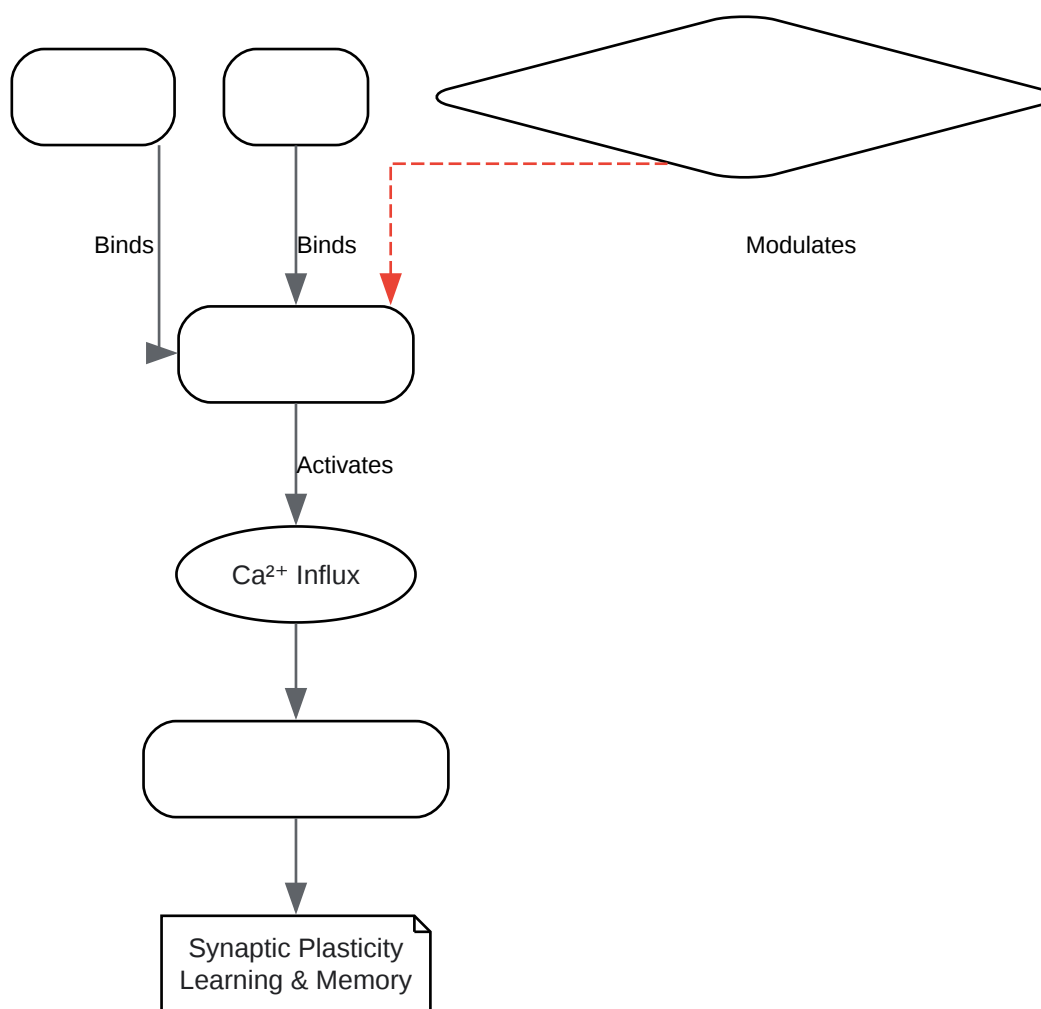 Binds
Binds
Modulates
Activates
Ca²⁺ Influx
Synaptic Plasticity
Learning & Memory